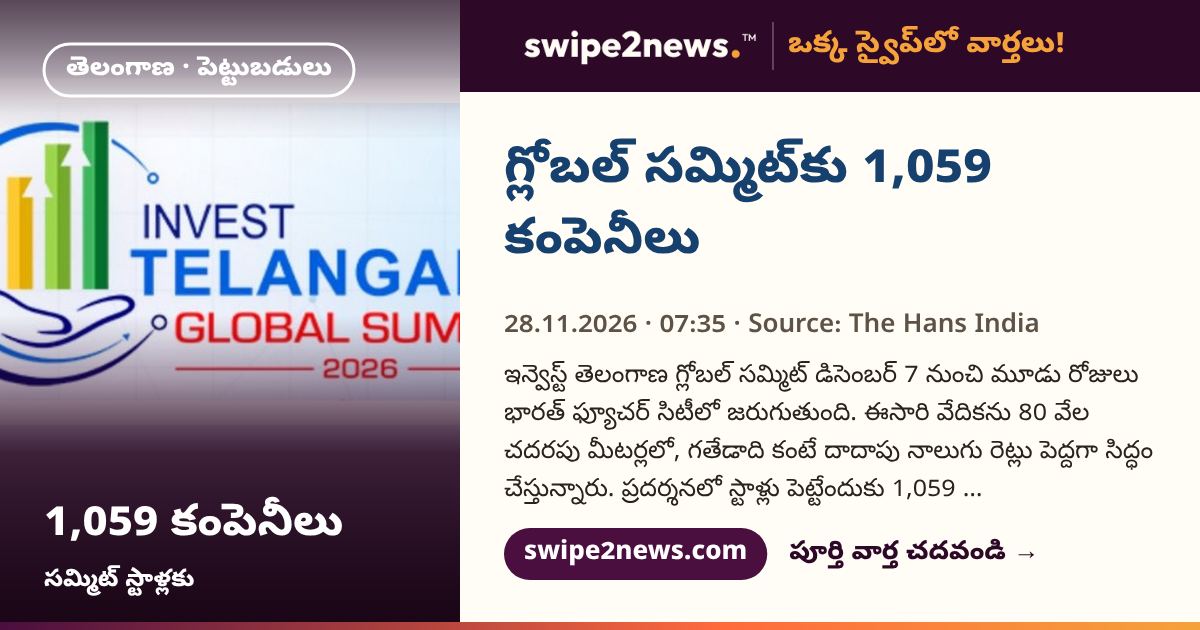 తెలంగాణ · పెట్టుబడులు
INVEST
TELANGA
GLOBAL SUM
2026
1,059 కంపెనీలు
సమ్మిట్ స్టాళ్లకు
swipe2news.™ ఒక్క స్వైప్‌లో వార్తలు!
గ్లోబల్ సమ్మిట్‌కు 1,059
కంపెనీలు
28.11.2026 · 07:35 · Source: The Hans India
ఇన్వెస్ట్ తెలంగాణ గ్లోబల్ సమ్మిట్ డిసెంబర్ 7 నుంచి మూడు రోజులు
భారత్ ఫ్యూచర్ సిటీలో జరుగుతుంది. ఈసారి వేదికను 80 వేల
చదరపు మీటర్లలో, గతేడాది కంటే దాదాపు నాలుగు రెట్లు పెద్దగా సిద్ధం
చేస్తున్నారు. ప్రదర్శనలో స్టాళ్లు పెట్టేందుకు 1,059 ...
swipe2news.com పూర్తి వార్త చదవండి →